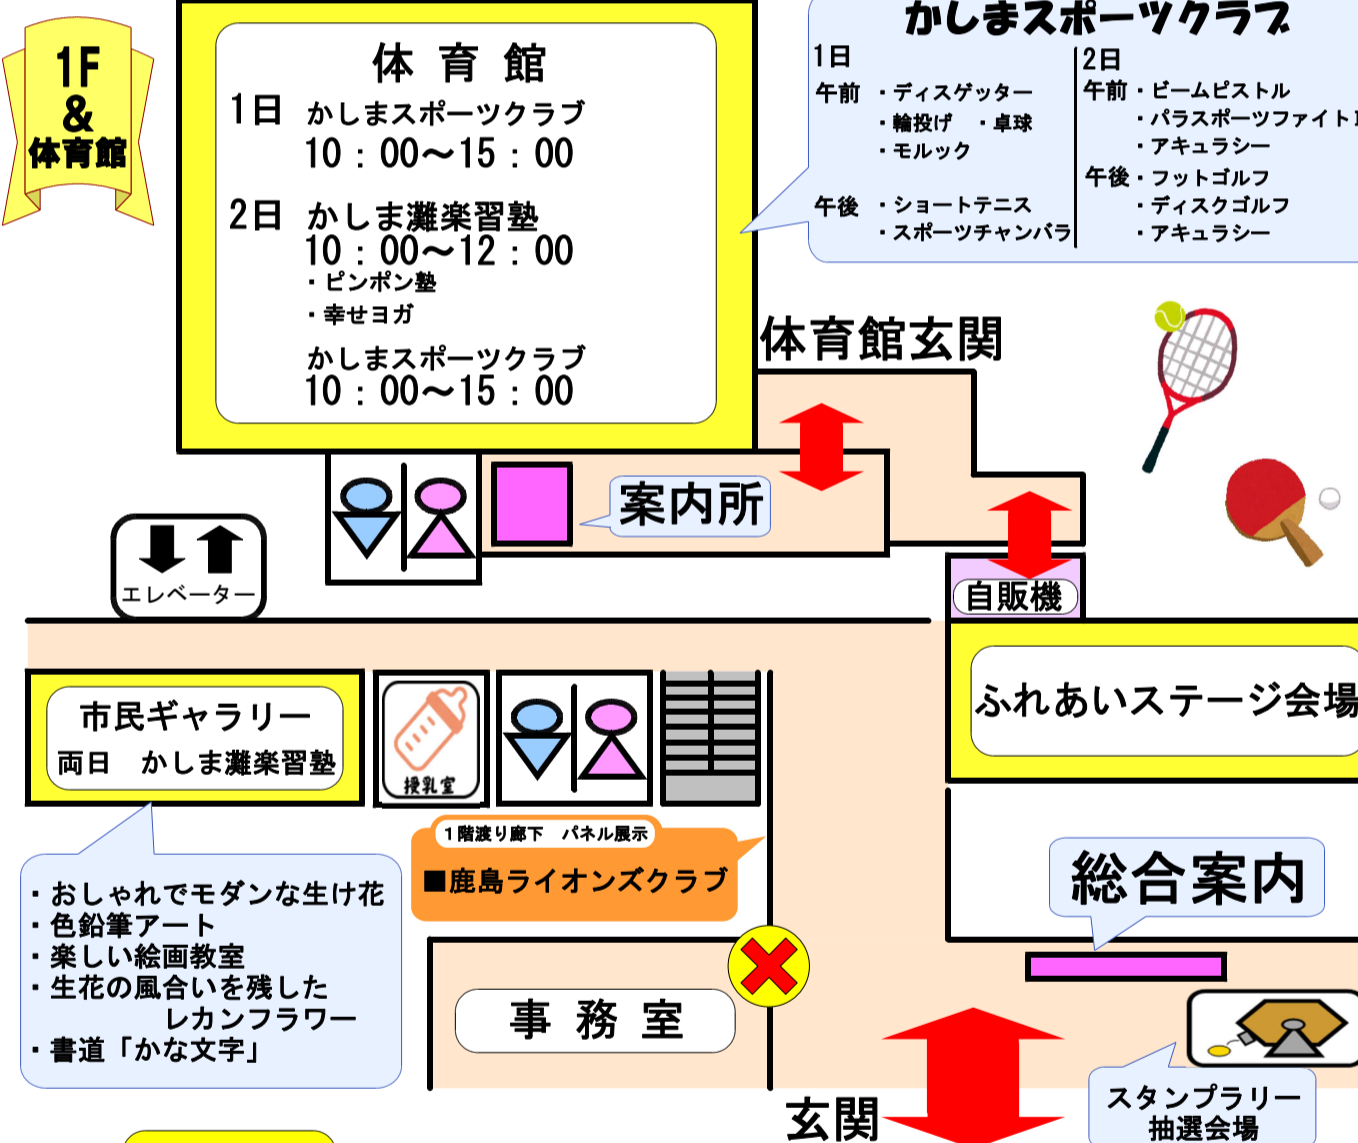 1F
&
体育館
体育館
1日 かしまスポーツクラブ
10：00～15：00
2日 かしま灘楽習塾
10：00～12：00
・ピンポン塾
・幸せヨガ
かしまスポーツクラブ
10：00～15：00
かしまスポーツクラブ
1日
午前 ・ディスゲッター
・輪投げ ・卓球
・モルック
午後 ・ショートテニス
・スポーツチャンバラ
2日
午前・ビームピストル
・パラスポーツファイト
・アキュラシー
午後・フットゴルフ
・ディスクゴルフ
・アキュラシー
体育館玄関
案内所
エレベーター
自販機
ふれあいステージ会場
市民ギャラリー
両日 かしま灘楽習塾
授乳室
1階渡り廊下 パネル展示
■鹿島ライオンズクラブ
・おしゃれでモダンな生け花
・色鉛筆アート
・楽しい絵画教室
・生花の風合いを残した
レカンフラワー
・書道「かな文字」
総合案内
事務室
玄関
スタンプラリー
抽選会場